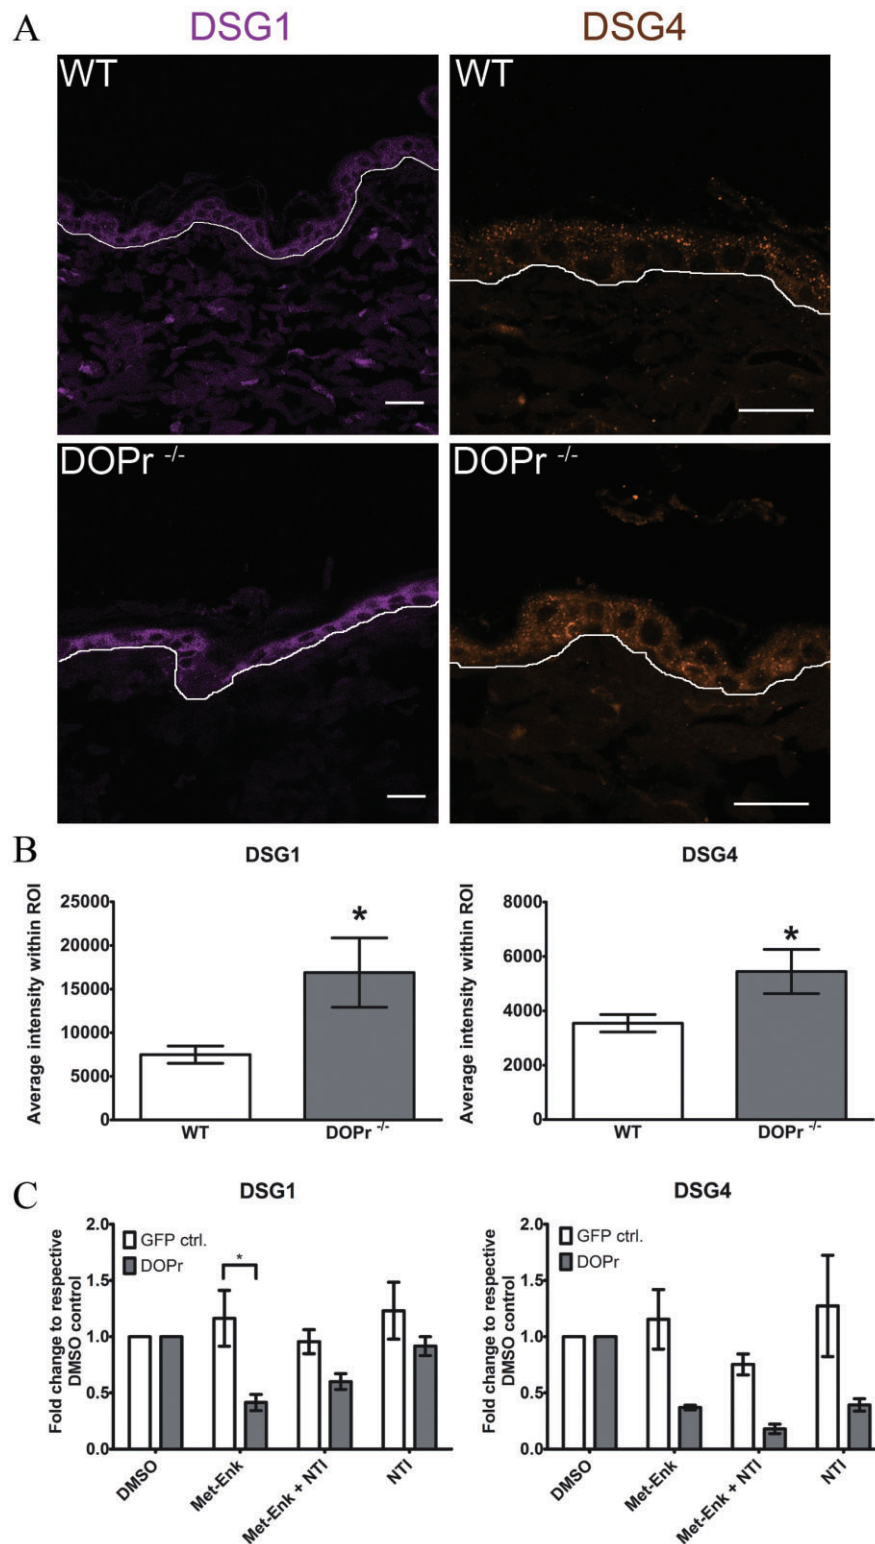 A
DSG1
DSG4
WT
WT
DOPr -/-
DOPr -/-
B
DSG1
DSG4
Average intensity within ROI
25000
20000
15000
10000
5000
0
WT
DOPr -/-
Average intensity within ROI
8000
6000
4000
2000
0
WT
DOPr -/-
*
*
C
DSG1
DSG4
Fold change to respective
DMSO control
2.0
1.5
1.0
0.5
0.0
GFP ctrl.
DOPr
*
DMSO
Met-Enk
Met-Enk + NTI
NTI
Fold change to respective
DMSO control
2.0
1.5
1.0
0.5
0.0
GFP ctrl.
DOPr
DMSO
Met-Enk
Met-Enk + NTI
NTI